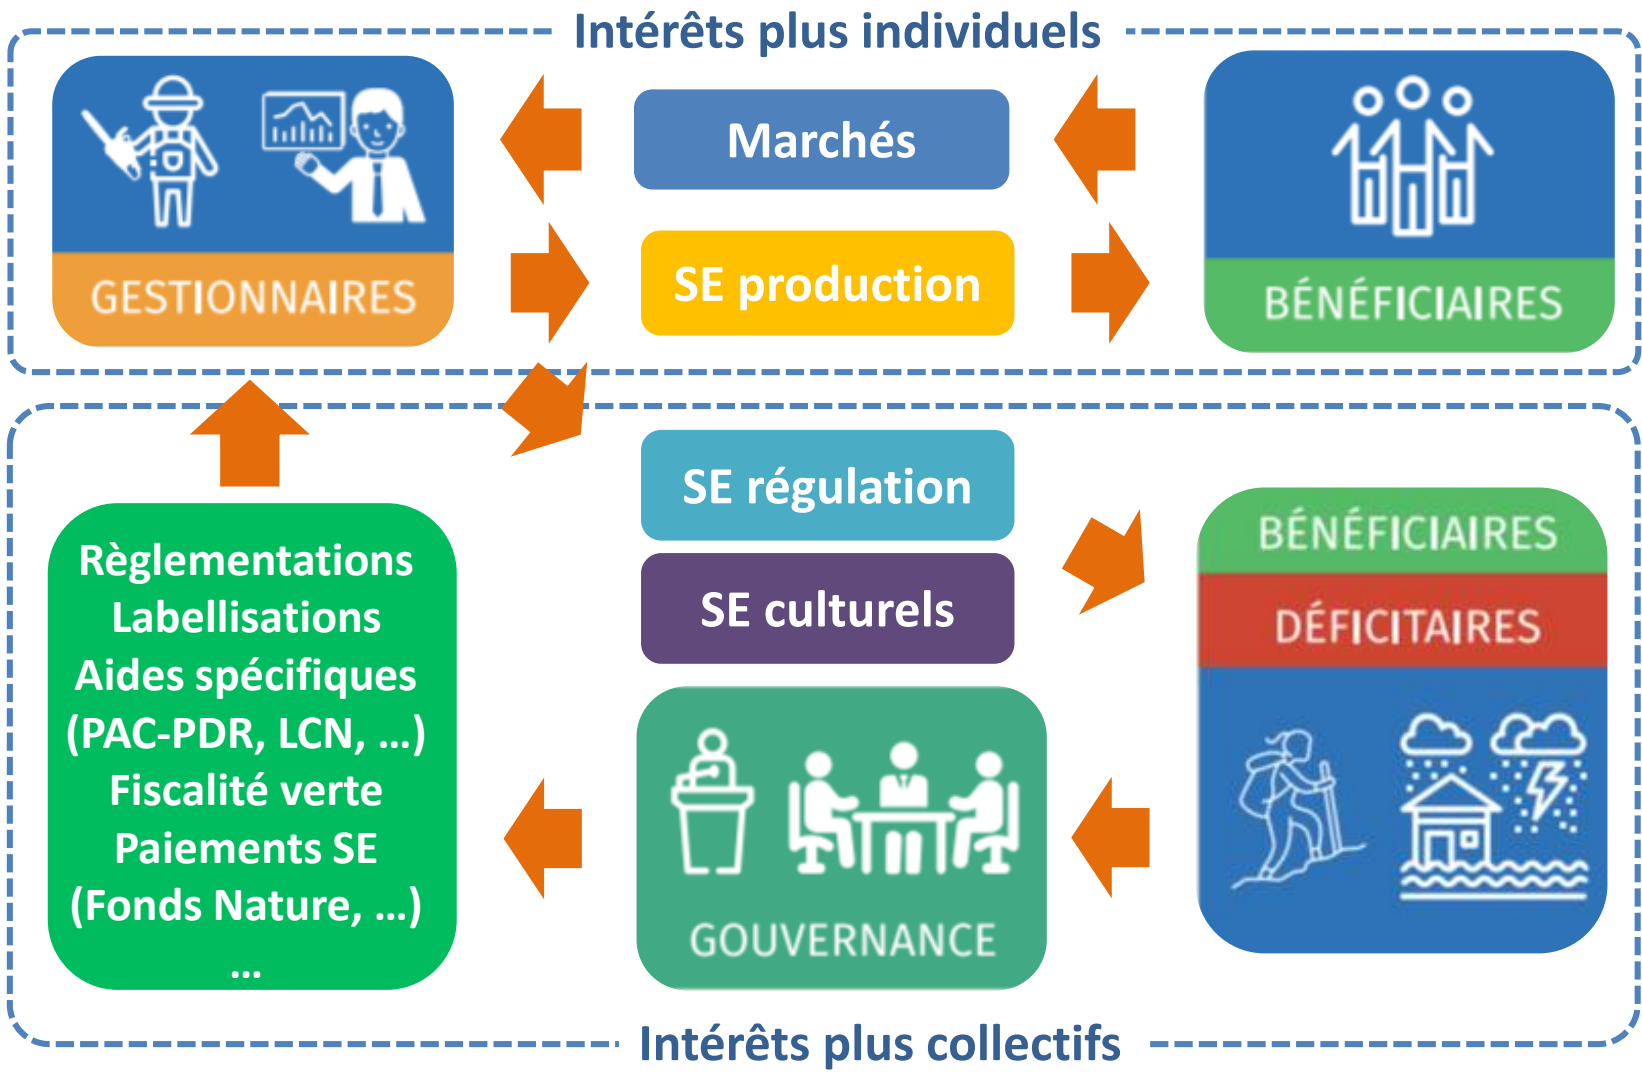 Intérêts plus individuels
GESTIONNAIRES
Marchés
SE production
BÉNÉFICIAIRES
Règlementations
Labellisations
Aides spécifiques
(PAC-PDR, LCN, ...)
Fiscalité verte
Paiements SE
(Fonds Nature, ...)
...
SE régulation
SE culturels
GOUVERNANCE
BÉNÉFICIAIRES
DÉFICITAIRES
Intérêts plus collectifs